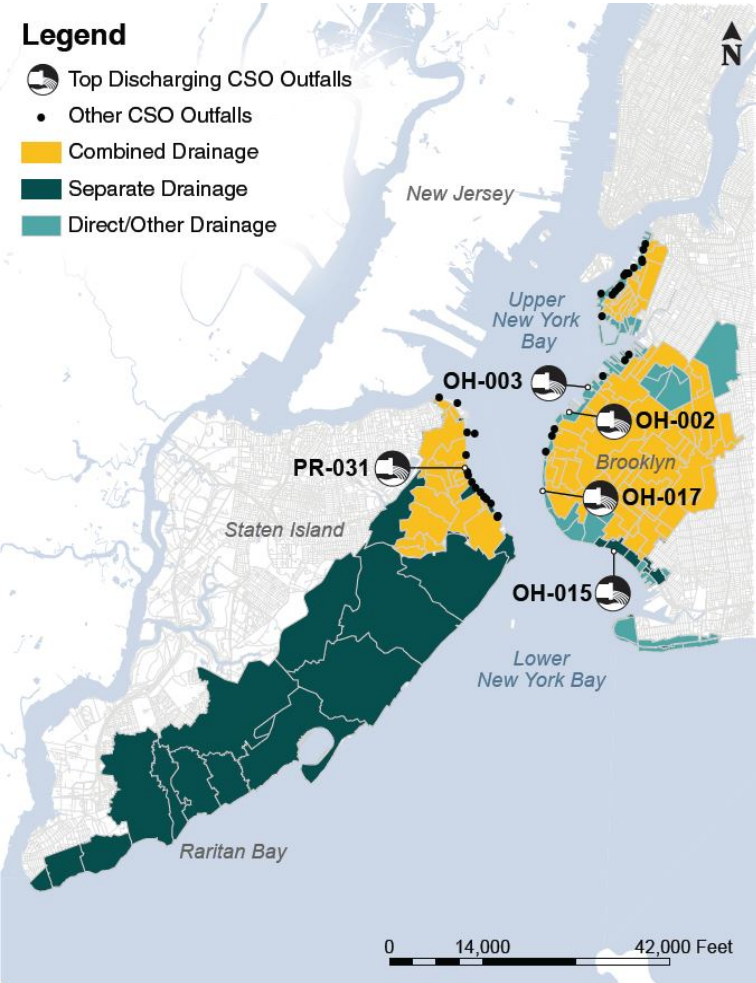 Legend
Top Discharging CSO Outfalls
Other CSO Outfalls
Combined Drainage
Separate Drainage
Direct/Other Drainage
N
New Jersey
Upper
New York
Bay
OH-003
OH-002
Brooklyn
PR-031
OH-017
Staten Island
OH-015
Lower
New York Bay
Raritan Bay
0 14,000 42,000 Feet